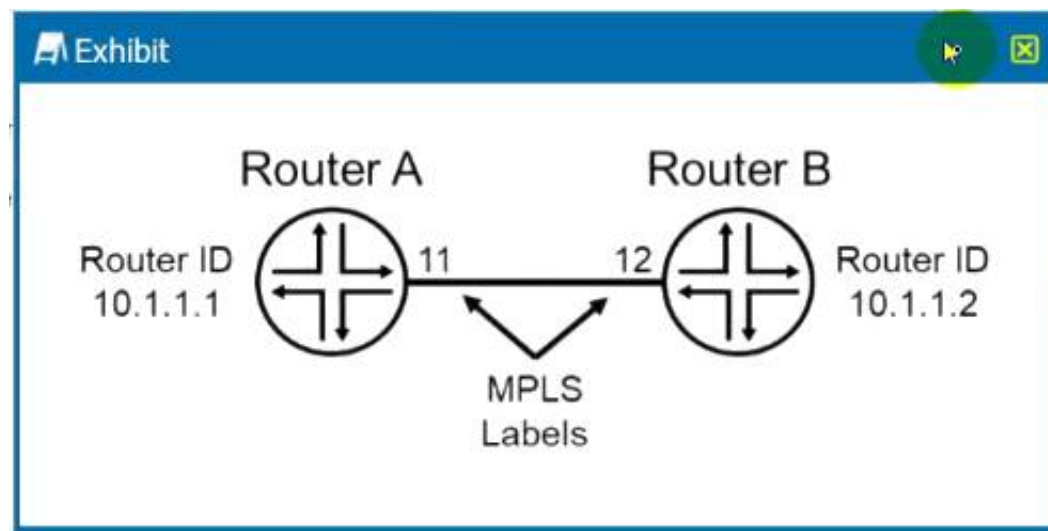 Exhibit
Router A
Router B
Router ID
10.1.1.1
11
12
Router ID
10.1.1.2
MPLS
Labels